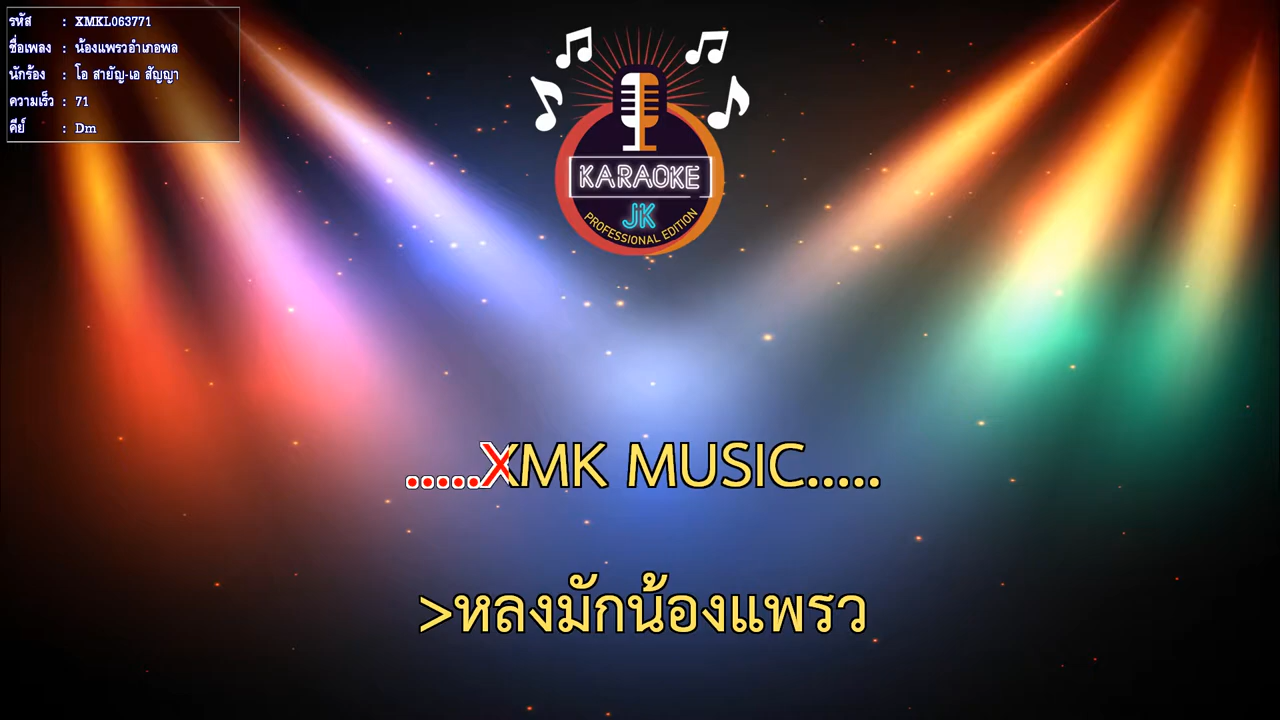 รหัส : XMKL063771
ชื่อเพลง : น้องแพรวอำเภอพล
นักร้อง : โอ สายัญ-เอ สัญญา
ความเร็ว : 71
คีย์ : Dm
KARAOKE
JK
PROFESSIONAL EDITION
.....XMK MUSIC.....
>หลงมักน้องแพรว